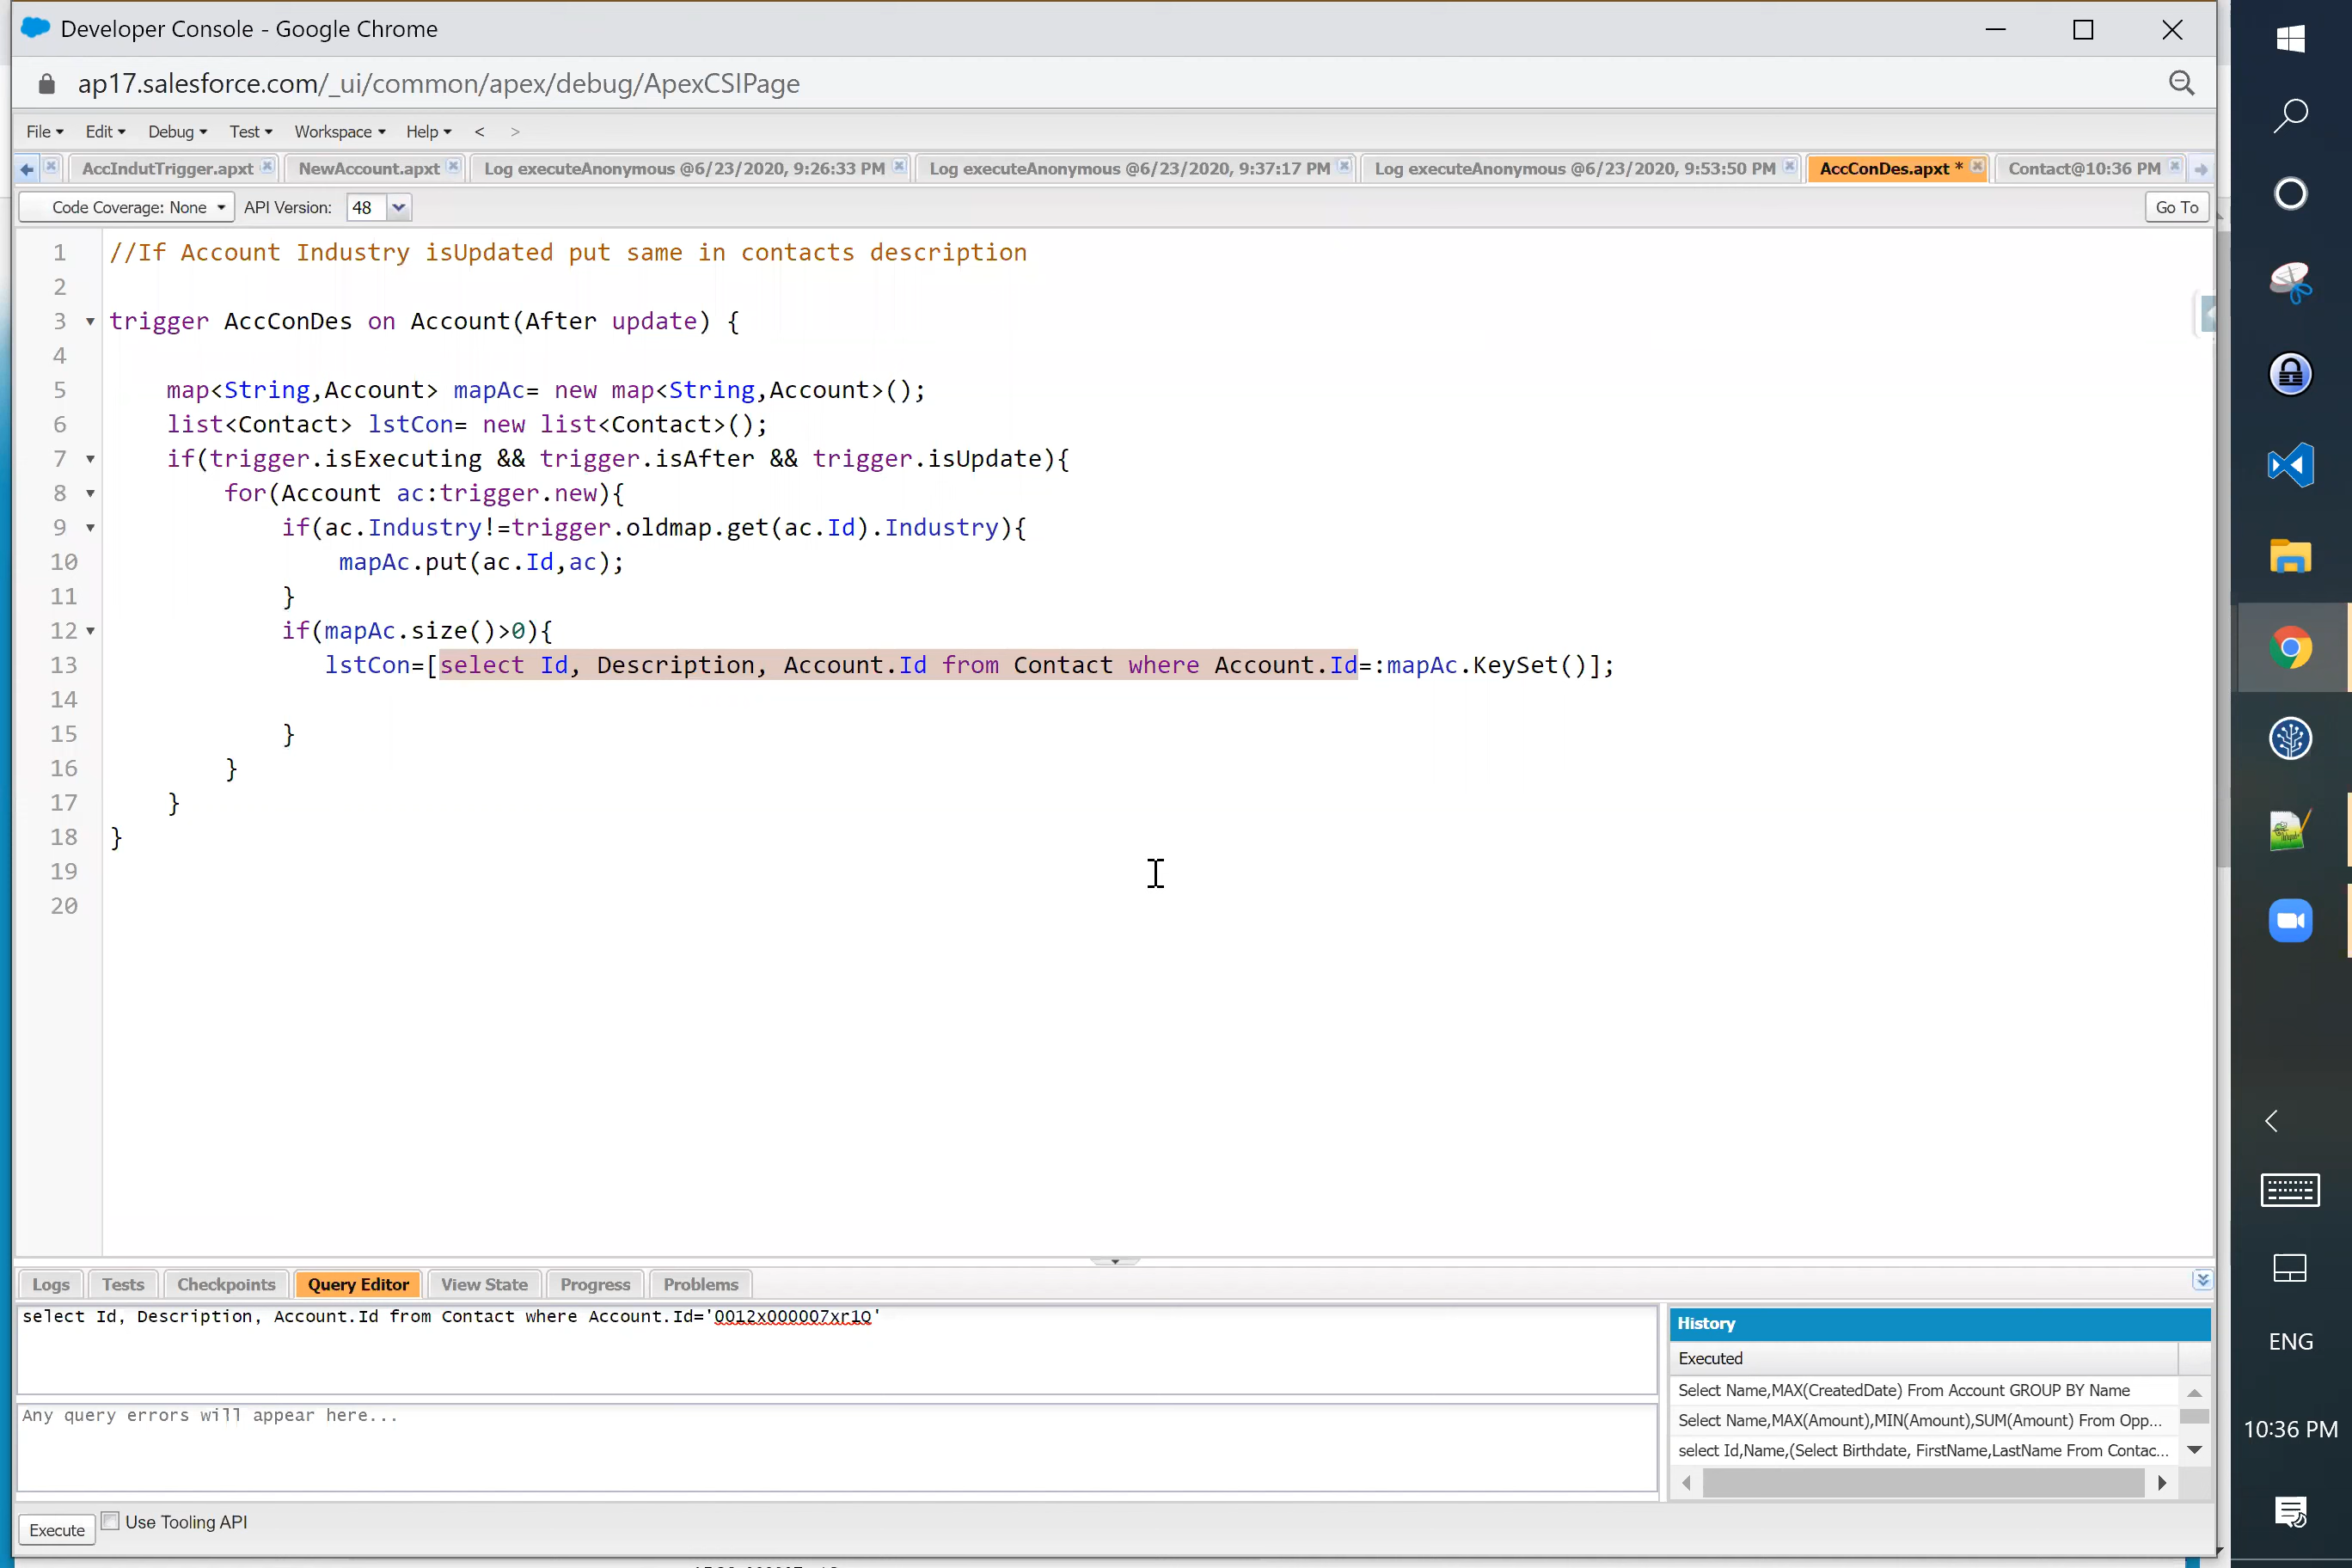 Developer Console - Google Chrome
ap17.salesforce.com/_ui/common/apex/debug/ApexCSIPage
File Edit Debug Test Workspace Help < >
AccIndutTrigger.apxt NewAccount.apxt Log executeAnonymous @6/23/2020, 9:26:33 PM Log executeAnonymous @6/23/2020, 9:37:17 PM Log executeAnonymous @6/23/2020, 9:53:50 PM AccConDes.apxt * Contact@10:36 PM
Code Coverage: None API Version: 48 Go To
1 //If Account Industry isUpdated put same in contacts description
2
3 trigger AccConDes on Account(After update) {
4
5 map<String,Account> mapAc= new map<String,Account>();
6 list<Contact> lstCon= new list<Contact>();
7 if(trigger.isExecuting && trigger.isAfter && trigger.isUpdate){
8 for(Account ac:trigger.new){
9 if(ac.Industry!=trigger.oldmap.get(ac.Id).Industry){
10 mapAc.put(ac.Id,ac);
11 }
12 if(mapAc.size()>0){
13 lstCon=[select Id, Description, Account.Id from Contact where Account.Id=:mapAc.KeySet()];
14
15 }
16 }
17 }
18 }
19
20
Logs Tests Checkpoints Query Editor View State Progress Problems
select Id, Description, Account.Id from Contact where Account.Id='0012x000007xr1Q'
Any query errors will appear here...
History
Executed
Select Name,MAX(CreatedDate) From Account GROUP BY Name
Select Name,MAX(Amount),MIN(Amount),SUM(Amount) From Opp...
select Id,Name,(Select Birthdate, FirstName,LastName From Contac...
Execute Use Tooling API
ENG
10:36 PM